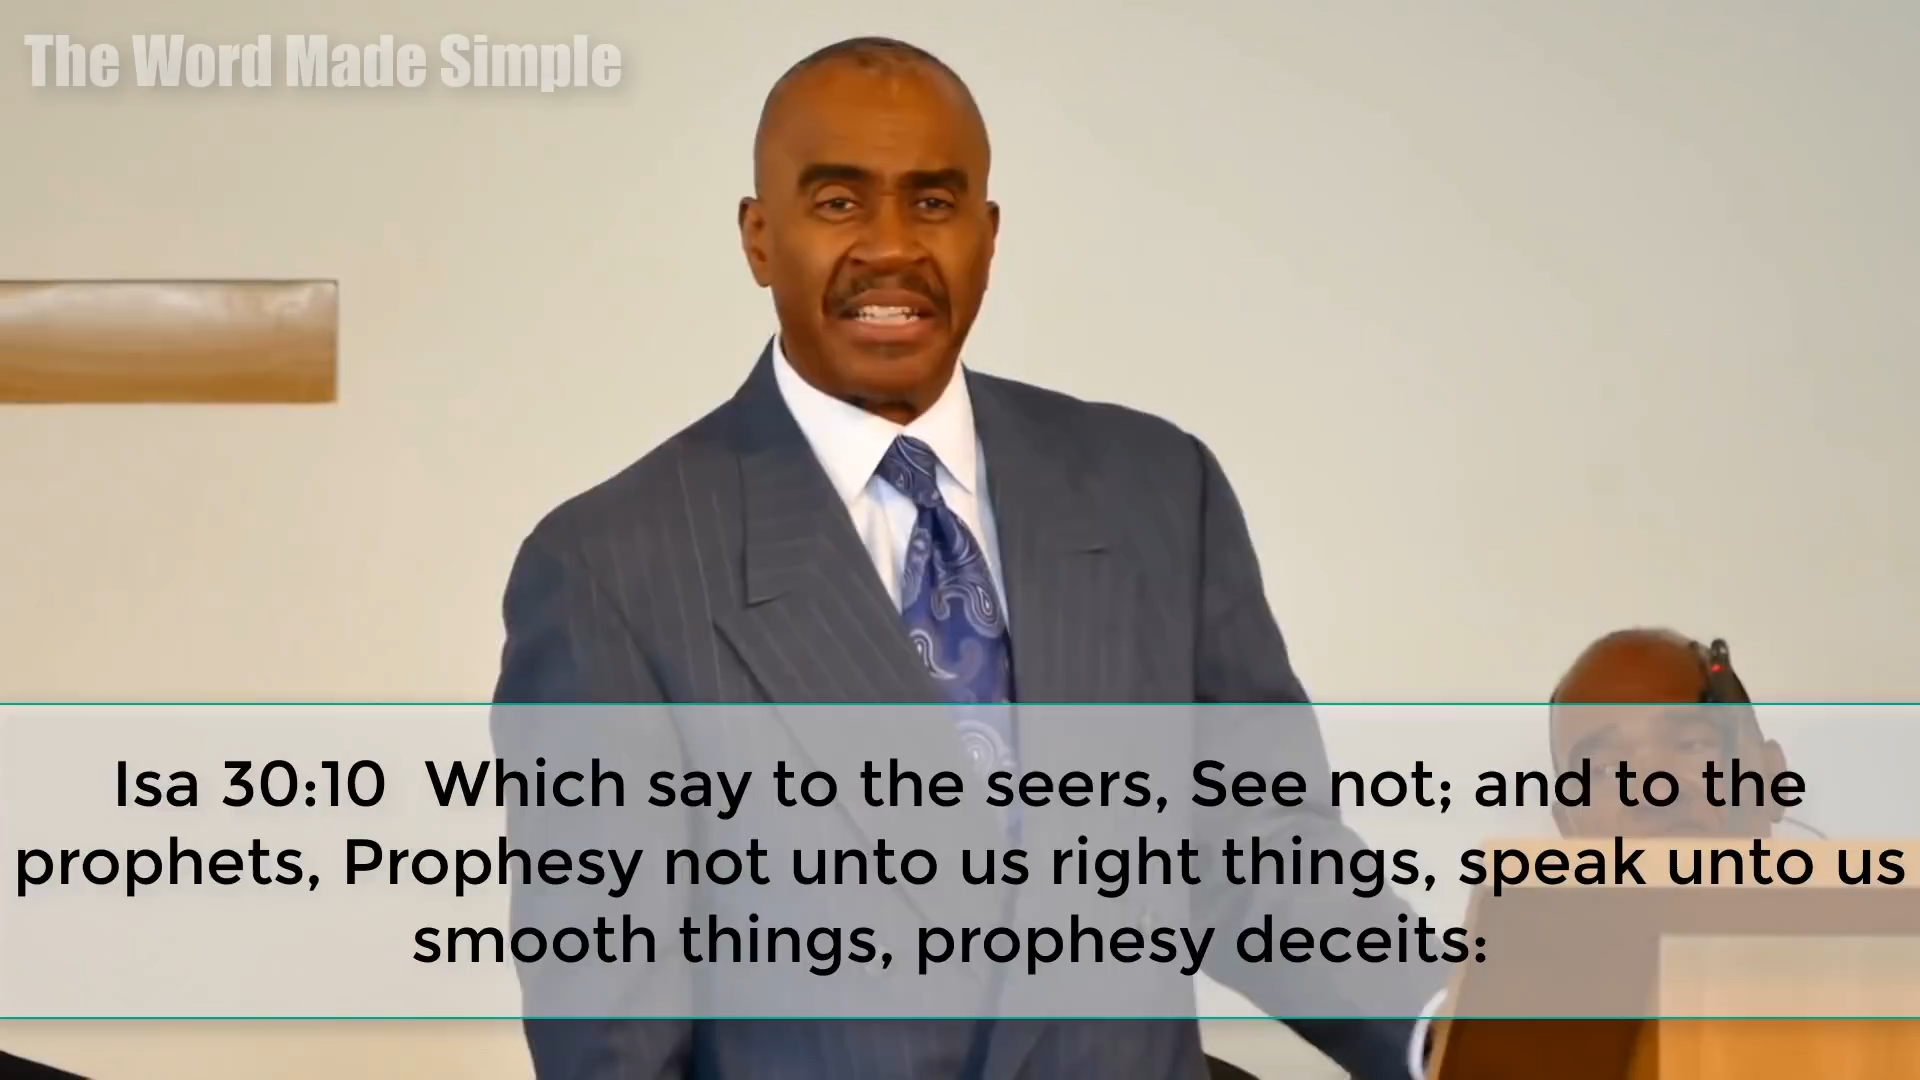 The Word Made Simple
Isa 30:10  Which say to the seers, See not; and to the
prophets, Prophesy not unto us right things, speak unto us
smooth things, prophesy deceits: